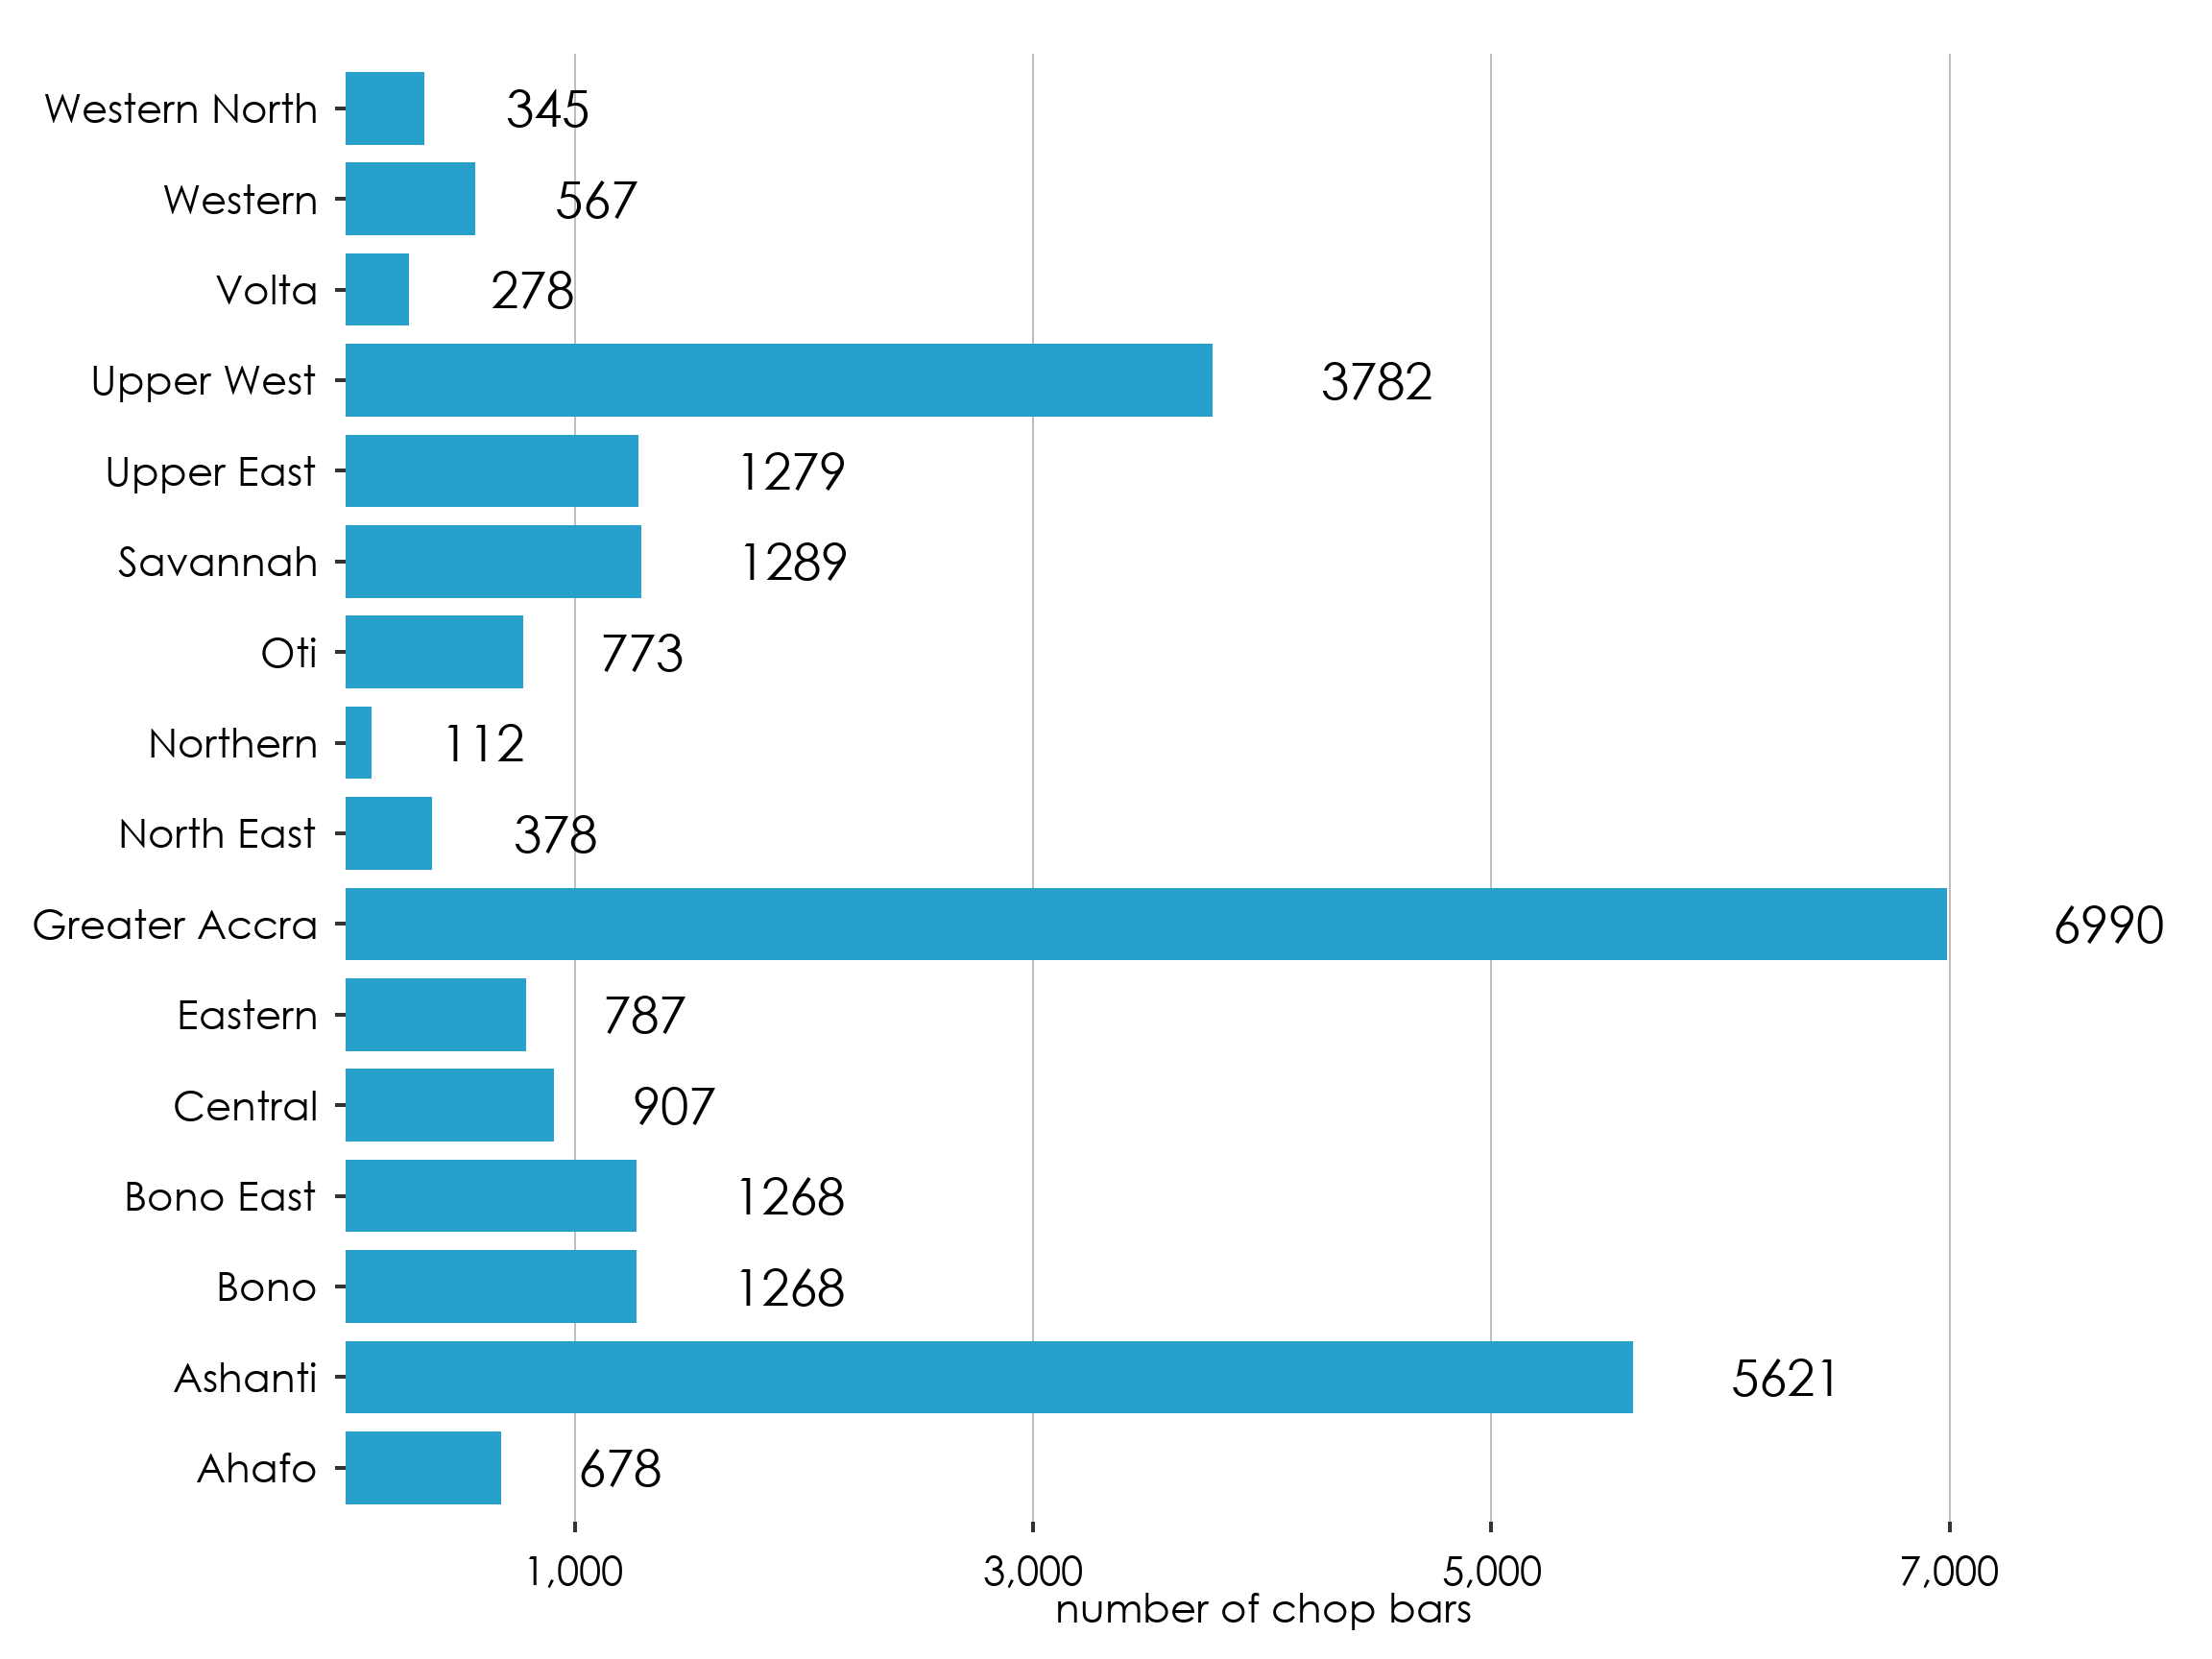 Western North 345
Western 567
Volta 278
Upper West 3782
Upper East 1279
Savannah 1289
Oti 773
Northern 112
North East 378
Greater Accra 6990
Eastern 787
Central 907
Bono East 1268
Bono 1268
Ashanti 5621
Ahafo 678
1,000 3,000 5,000 7,000
number of chop bars